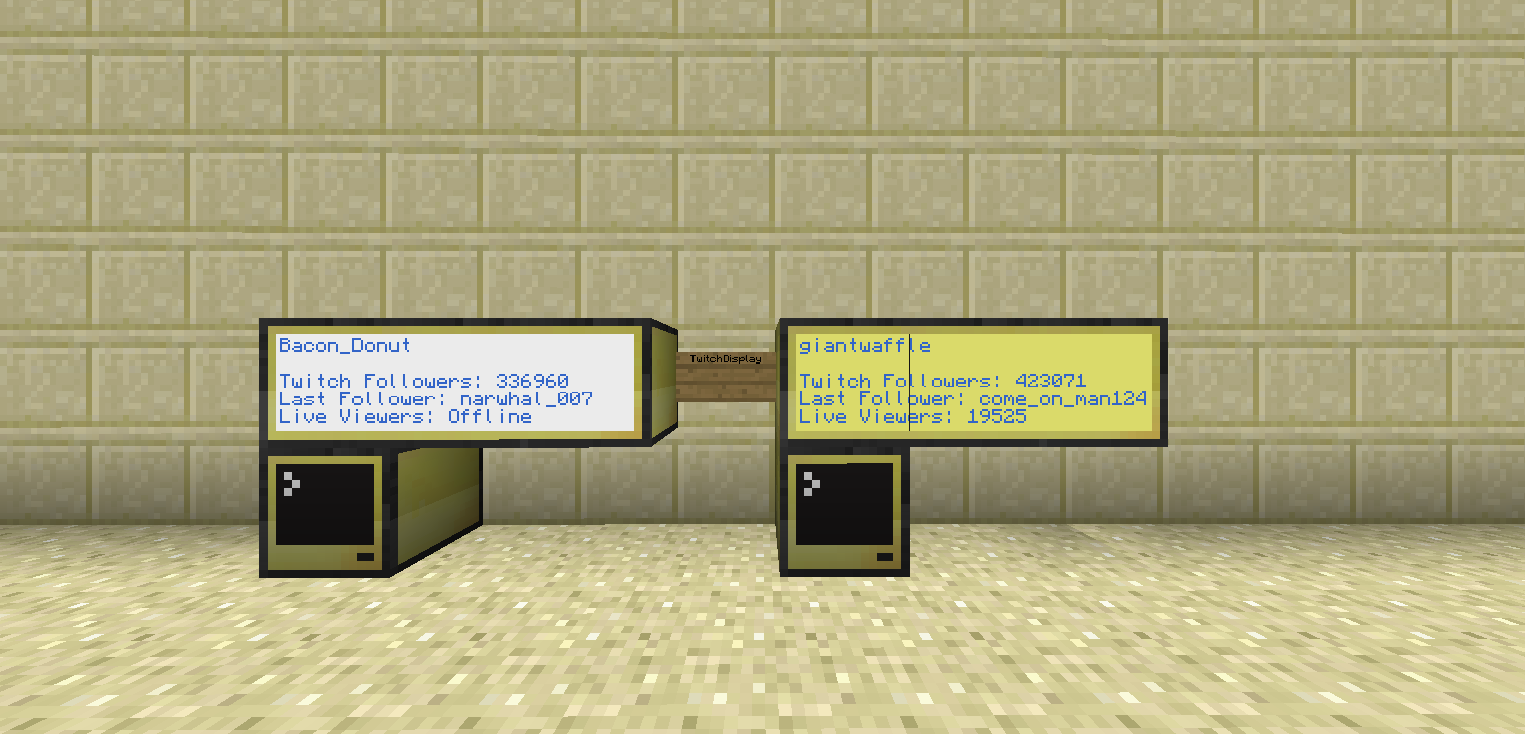 Bacon_Donut
Twitch Followers: 336960
Last Follower: narwhal_007
Live Viewers: Offline
TwitchDisplay
giantwaffle
Twitch Followers: 423071
Last Follower: come_on_man124
Live Viewers: 19525